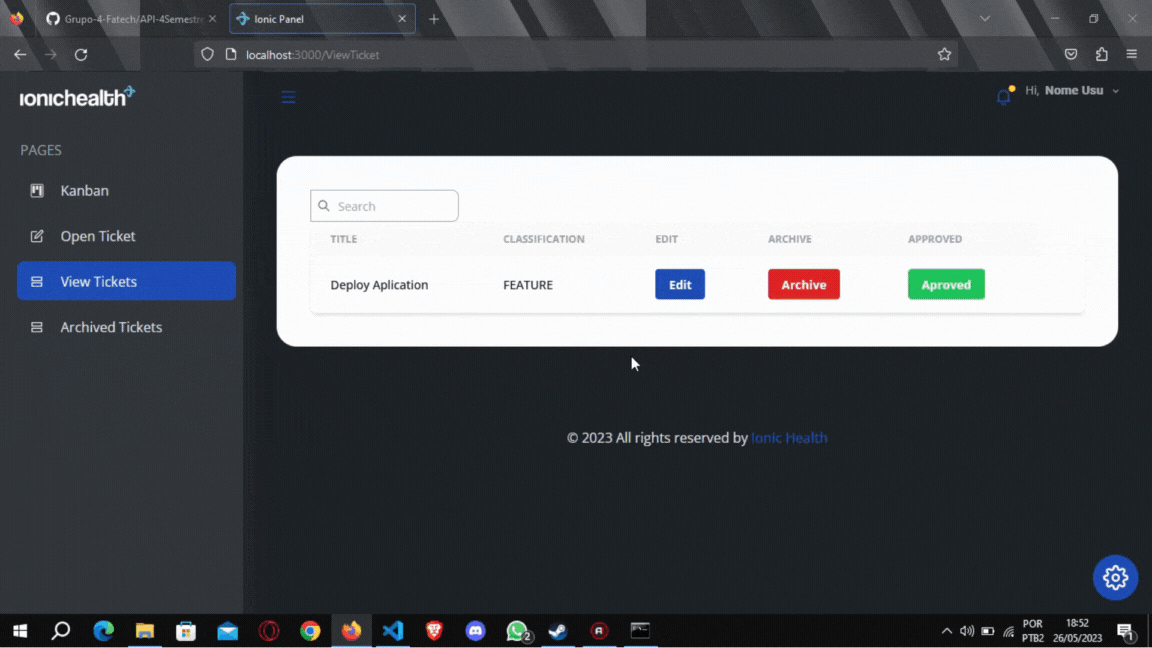 Grupo-4-Fatech/API-4Semestre
Ionic Panel
localhost:3000/ViewTicket
ionichealth
Hi, Nome Usu
PAGES
Kanban
Open Ticket
View Tickets
Archived Tickets
Search
TITLE CLASSIFICATION EDIT ARCHIVE APPROVED
Deploy Aplication FEATURE Edit Archive Aproved
© 2023 All rights reserved by Ionic Health
2
POR
PTB2
18:52
26/05/2023
1